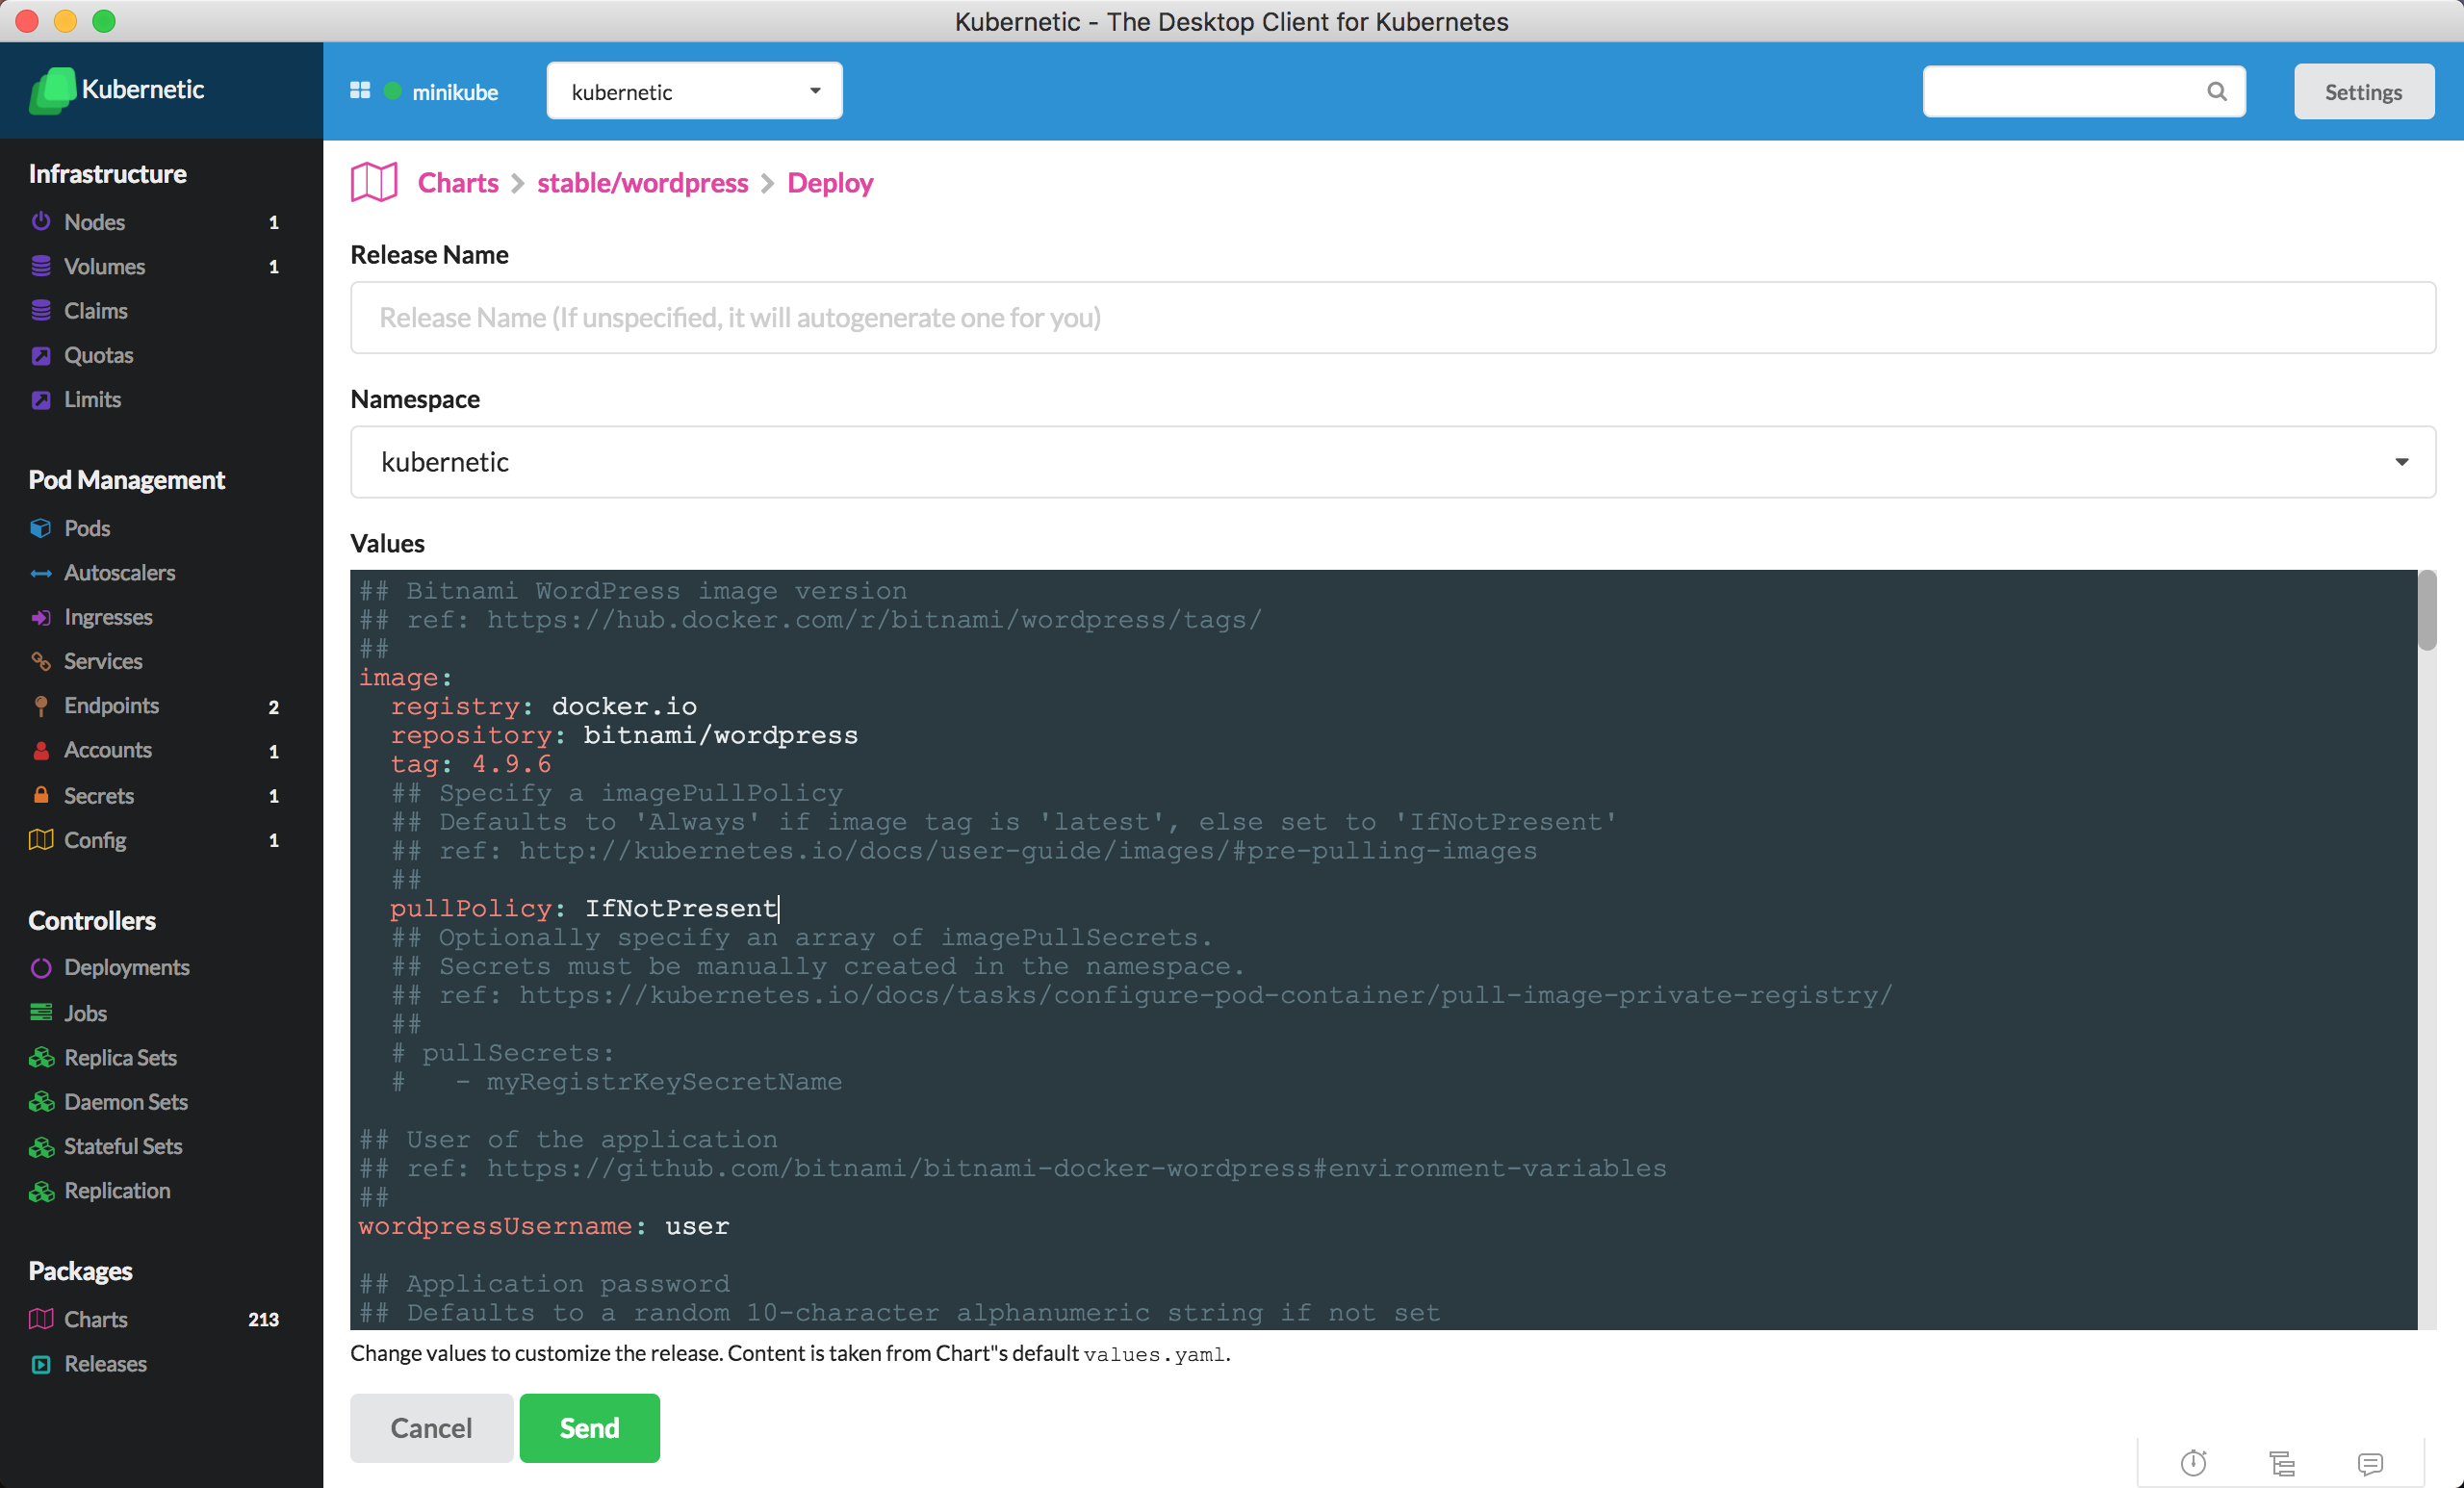 Kubernetic - The Desktop Client for Kubernetes
Kubernetic
minikube
kubernetic
Settings
Infrastructure
Nodes 1
Volumes 1
Claims
Quotas
Limits
Pod Management
Pods
Autoscalers
Ingresses
Services
Endpoints 2
Accounts 1
Secrets 1
Config 1
Controllers
Deployments
Jobs
Replica Sets
Daemon Sets
Stateful Sets
Replication
Packages
Charts 213
Releases
Charts > stable/wordpress > Deploy
Release Name
Release Name (If unspecified, it will autogenerate one for you)
Namespace
kubernetic
Values
## Bitnami WordPress image version
## ref: https://hub.docker.com/r/bitnami/wordpress/tags/
##
image:
  registry: docker.io
  repository: bitnami/wordpress
  tag: 4.9.6
  ## Specify a imagePullPolicy
  ## Defaults to 'Always' if image tag is 'latest', else set to 'IfNotPresent'
  ## ref: http://kubernetes.io/docs/user-guide/images/#pre-pulling-images
  ##
  pullPolicy: IfNotPresent
  ## Optionally specify an array of imagePullSecrets.
  ## Secrets must be manually created in the namespace.
  ## ref: https://kubernetes.io/docs/tasks/configure-pod-container/pull-image-private-registry/
  ##
  # pullSecrets:
  #   - myRegistrKeySecretName
## User of the application
## ref: https://github.com/bitnami/bitnami-docker-wordpress#environment-variables
##
wordpressUsername: user
## Application password
## Defaults to a random 10-character alphanumeric string if not set
Change values to customize the release. Content is taken from Chart"s default values.yaml.
Cancel
Send